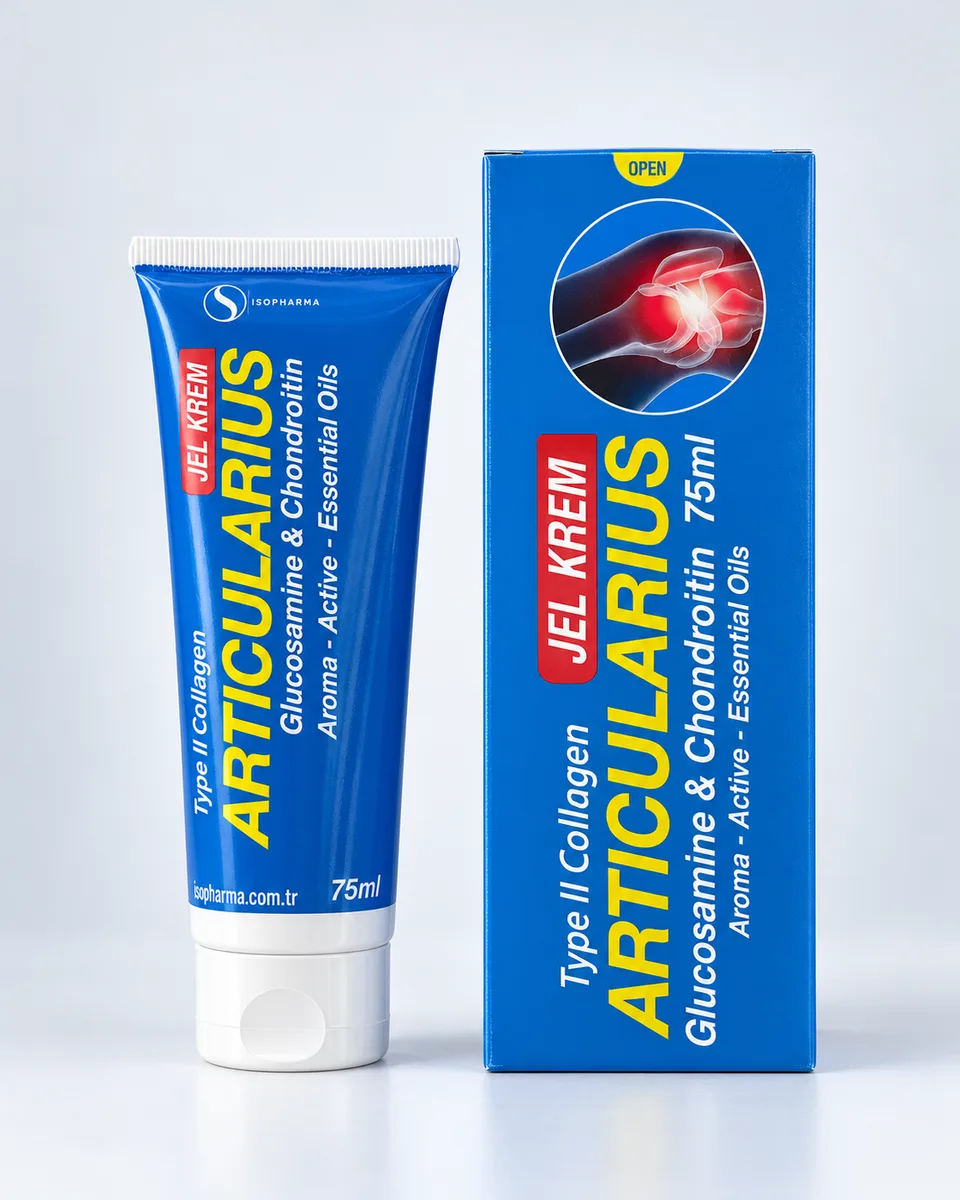 ISOPHARMA
JEL KREM
Type II Collagen
ARTICULARIUS
Glucosamine & Chondroitin
Aroma - Active - Essential Oils
isopharma.com.tr
75ml
OPEN
JEL KREM
Type II Collagen
ARTICULARIUS
Glucosamine & Chondroitin 75ml
Aroma - Active - Essential Oils